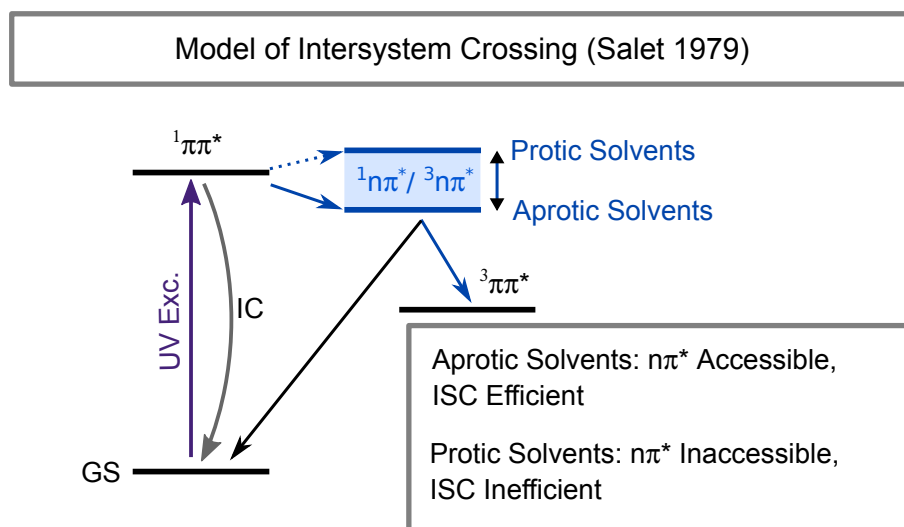 Model of Intersystem Crossing (Salet 1979)
¹ππ*
Protic Solvents
¹nπ*/ ³nπ*
Aprotic Solvents
³ππ*
UV Exc.
IC
GS
Aprotic Solvents: nπ* Accessible,
ISC Efficient
Protic Solvents: nπ* Inaccessible,
ISC Inefficient